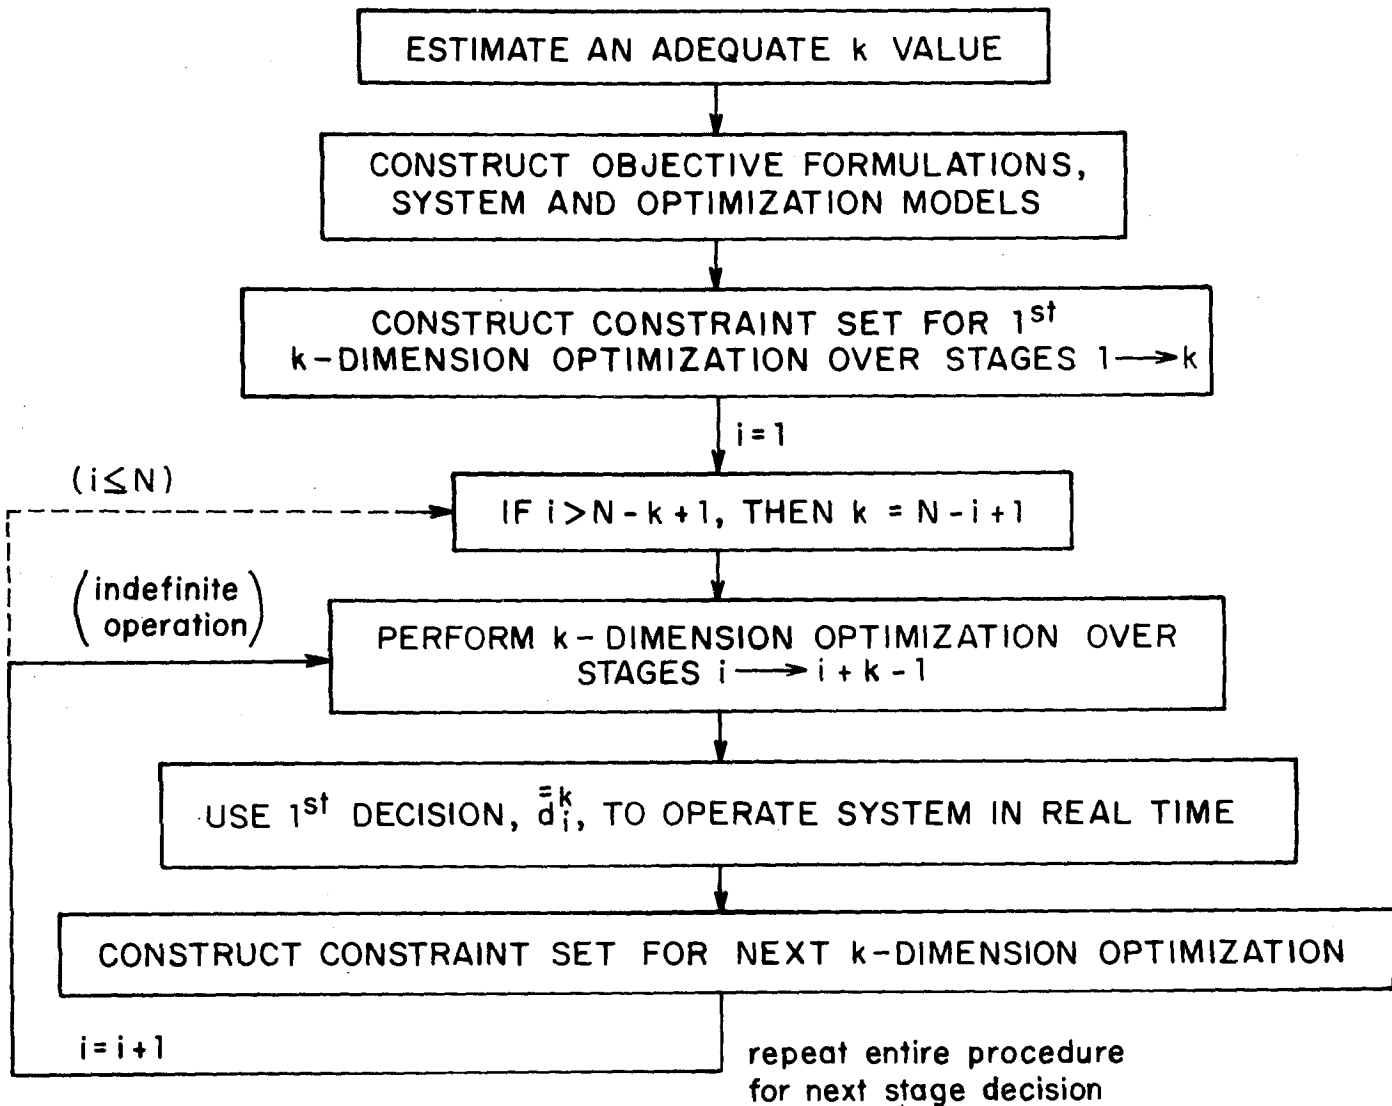 ESTIMATE AN ADEQUATE k VALUE
CONSTRUCT OBJECTIVE FORMULATIONS,
SYSTEM AND OPTIMIZATION MODELS
CONSTRUCT CONSTRAINT SET FOR 1st
k-DIMENSION OPTIMIZATION OVER STAGES 1⟶k
i=1
(i≤N)
IF i>N-k+1, THEN k = N-i+1
(indefinite
operation)
PERFORM k-DIMENSION OPTIMIZATION OVER
STAGES i⟶i+k-1
USE 1st DECISION, d̿ᵢᵏ, TO OPERATE SYSTEM IN REAL TIME
CONSTRUCT CONSTRAINT SET FOR NEXT k-DIMENSION OPTIMIZATION
i=i+1
repeat entire procedure
for next stage decision